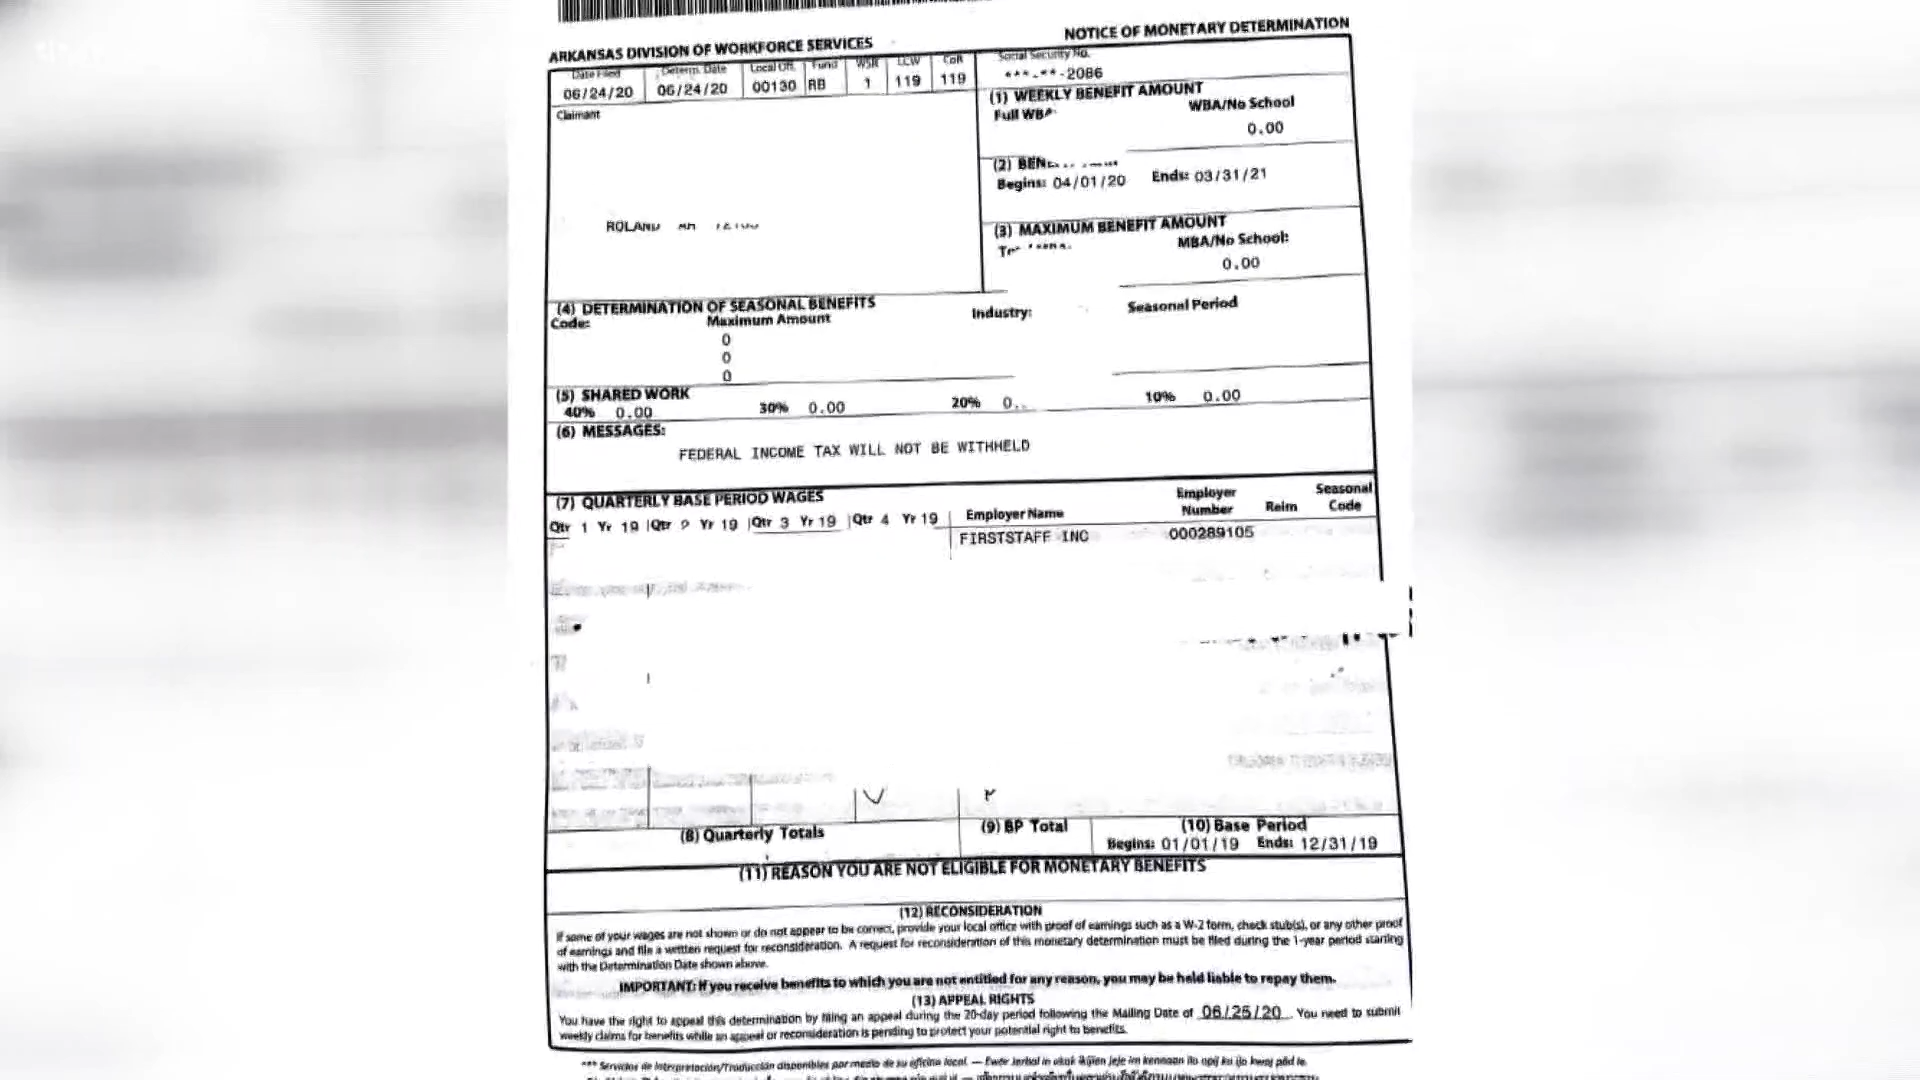 ARKANSAS DIVISION OF WORKFORCE SERVICES
NOTICE OF MONETARY DETERMINATION
Date Filed Determ. Date Local Off. Fund WSR LCW CoR
06/24/20 06/24/20 00130 RB 1 119 119
Social Security No.
***-**-2086
Claimant
ROLAND
(1) WEEKLY BENEFIT AMOUNT
Full WBA WBA/No School
0.00
(2)
Begins: 04/01/20 Ends: 03/31/21
(3) MAXIMUM BENEFIT AMOUNT
MBA/No School:
0.00
(4) DETERMINATION OF SEASONAL BENEFITS
Code: Maximum Amount Industry: Seasonal Period
0
0
0
(5) SHARED WORK
40% 0.00 30% 0.00 20% 10% 0.00
(6) MESSAGES:
FEDERAL INCOME TAX WILL NOT BE WITHHELD
(7) QUARTERLY BASE PERIOD WAGES
Qtr 1 Yr 19 Qtr 2 Yr 19 Qtr 3 Yr 19 Qtr 4 Yr 19 Employer Name Employer Number Reim Seasonal Code
FIRSTSTAFF INC 000289105
(8) Quarterly Totals (9) BP Total (10) Base Period
Begins: 01/01/19 Ends: 12/31/19
(11) REASON YOU ARE NOT ELIGIBLE FOR MONETARY BENEFITS
(12) RECONSIDERATION
If some of your wages are not shown or do not appear to be correct, provide your local office with proof of earnings such as a W-2 form, check stub(s), or any other proof
of earnings and file a written request for reconsideration. A request for reconsideration of this monetary determination must be filed during the 1-year period starting
with the Determination Date shown above.
IMPORTANT: If you receive benefits to which you are not entitled for any reason, you may be held liable to repay them.
(13) APPEAL RIGHTS
You have the right to appeal this determination by filing an appeal during the 20-day period following the Mailing Date of 06/25/20. You need to submit
weekly claims for benefits while an appeal or reconsideration is pending to protect your potential right to benefits.
*** Servicios de Interpretación/Traducción disponibles por medio de su oficina local. —